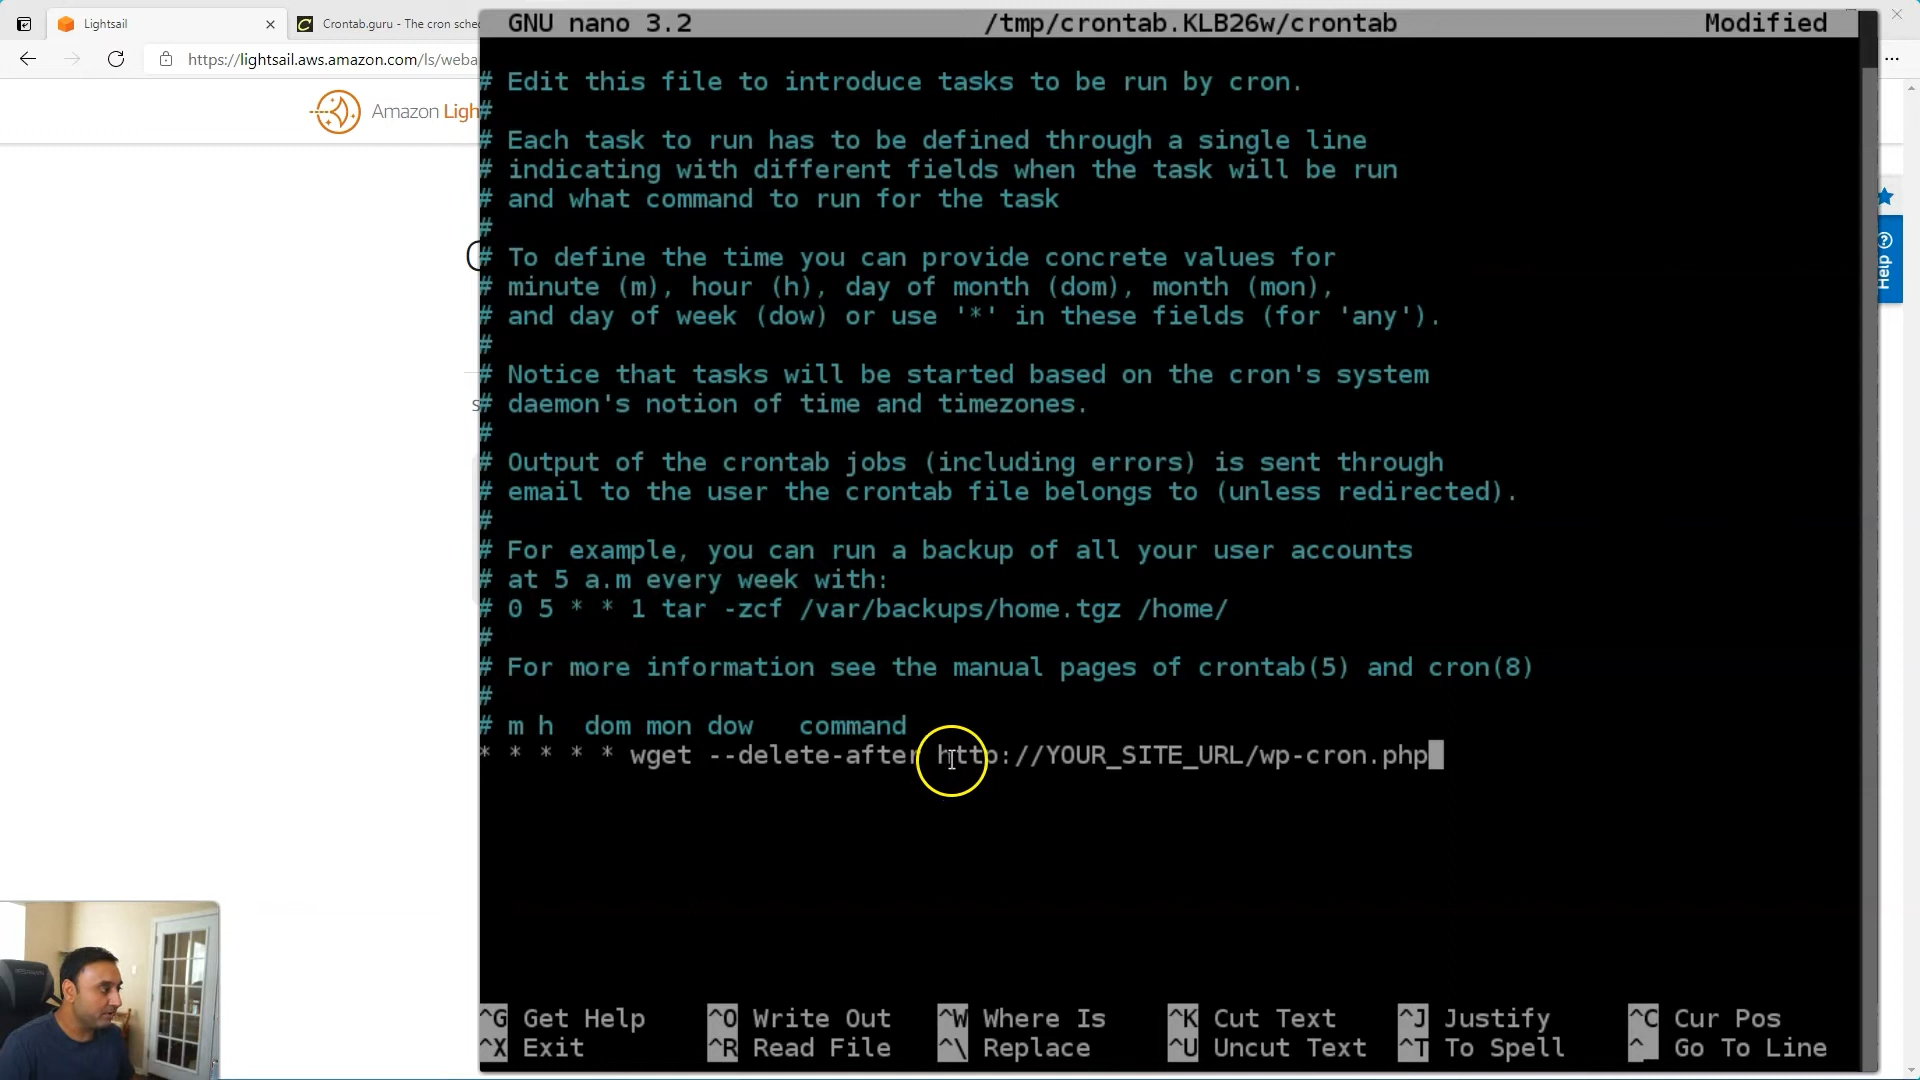 Lightsail
Crontab.guru - The cron sche
https://lightsail.aws.amazon.com/ls/weba
Amazon Ligh
GNU nano 3.2 /tmp/crontab.KLB26w/crontab Modified
# Edit this file to introduce tasks to be run by cron.
#
# Each task to run has to be defined through a single line
# indicating with different fields when the task will be run
# and what command to run for the task
#
# To define the time you can provide concrete values for
# minute (m), hour (h), day of month (dom), month (mon),
# and day of week (dow) or use '*' in these fields (for 'any').
#
# Notice that tasks will be started based on the cron's system
# daemon's notion of time and timezones.
#
# Output of the crontab jobs (including errors) is sent through
# email to the user the crontab file belongs to (unless redirected).
#
# For example, you can run a backup of all your user accounts
# at 5 a.m every week with:
# 0 5 * * 1 tar -zcf /var/backups/home.tgz /home/
#
# For more information see the manual pages of crontab(5) and cron(8)
#
# m h  dom mon dow   command
* * * * * wget --delete-after http://YOUR_SITE_URL/wp-cron.php
^G Get Help ^O Write Out ^W Where Is ^K Cut Text ^J Justify ^C Cur Pos
^X Exit ^R Read File ^\ Replace ^U Uncut Text ^T To Spell ^_ Go To Line
Help